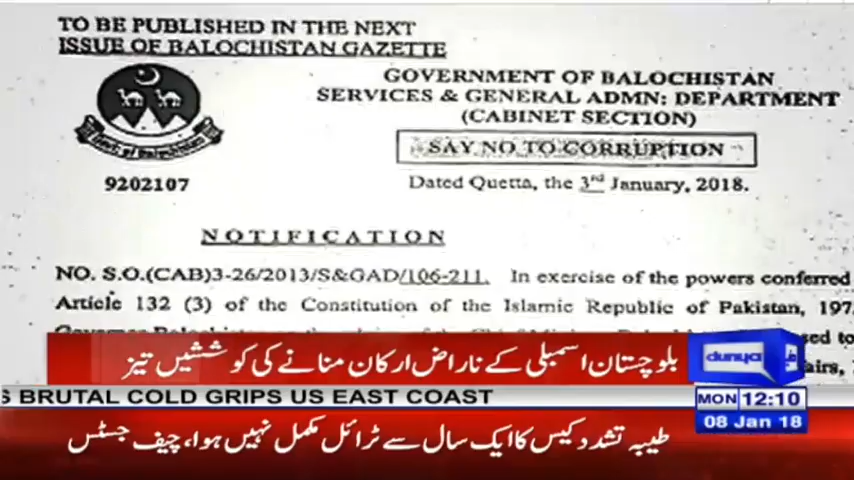 TO BE PUBLISHED IN THE NEXT
ISSUE OF BALOCHISTAN GAZETTE
GOVERNMENT OF BALOCHISTAN
SERVICES & GENERAL ADMN: DEPARTMENT
(CABINET SECTION)
SAY NO TO CORRUPTION
Govt. of Balochistan
9202107
Dated Quetta, the 3rd January, 2018.
NOTIFICATION
NO. S.O.(CAB)3-26/2013/S&GAD/106-211. In exercise of the powers conferred
Article 132 (3) of the Constitution of the Islamic Republic of Pakistan, 197
بلوچستان اسمبلی کے ناراض ارکان منانے کی کوششیں تیز
dunya
S BRUTAL COLD GRIPS US EAST COAST
MON 12:10
08 Jan 18
طیبہ تشدد کیس کا ایک سال سے ٹرائل مکمل نہیں ہوا، چیف جسٹس